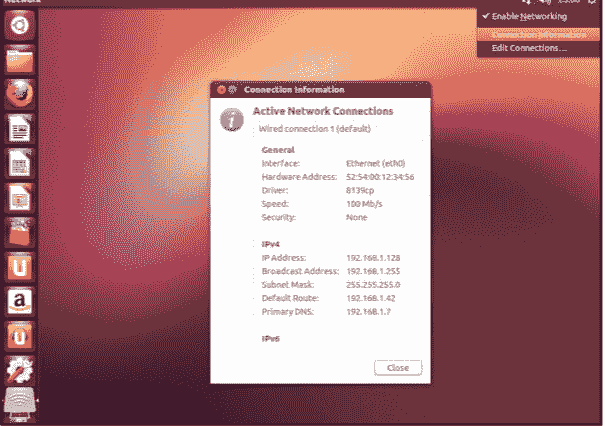 Network
Enable Networking
Connection Information
Edit Connections...
Connection Information
Active Network Connections
Wired connection 1 (default)
General
Interface: Ethernet (eth0)
Hardware Address: 52:54:00:12:34:56
Driver: 8139cp
Speed: 100 Mb/s
Security: None
IPv4
IP Address: 192.168.1.128
Broadcast Address: 192.168.1.255
Subnet Mask: 255.255.255.0
Default Route: 192.168.1.42
Primary DNS: 192.168.1.7
IPv6
Close